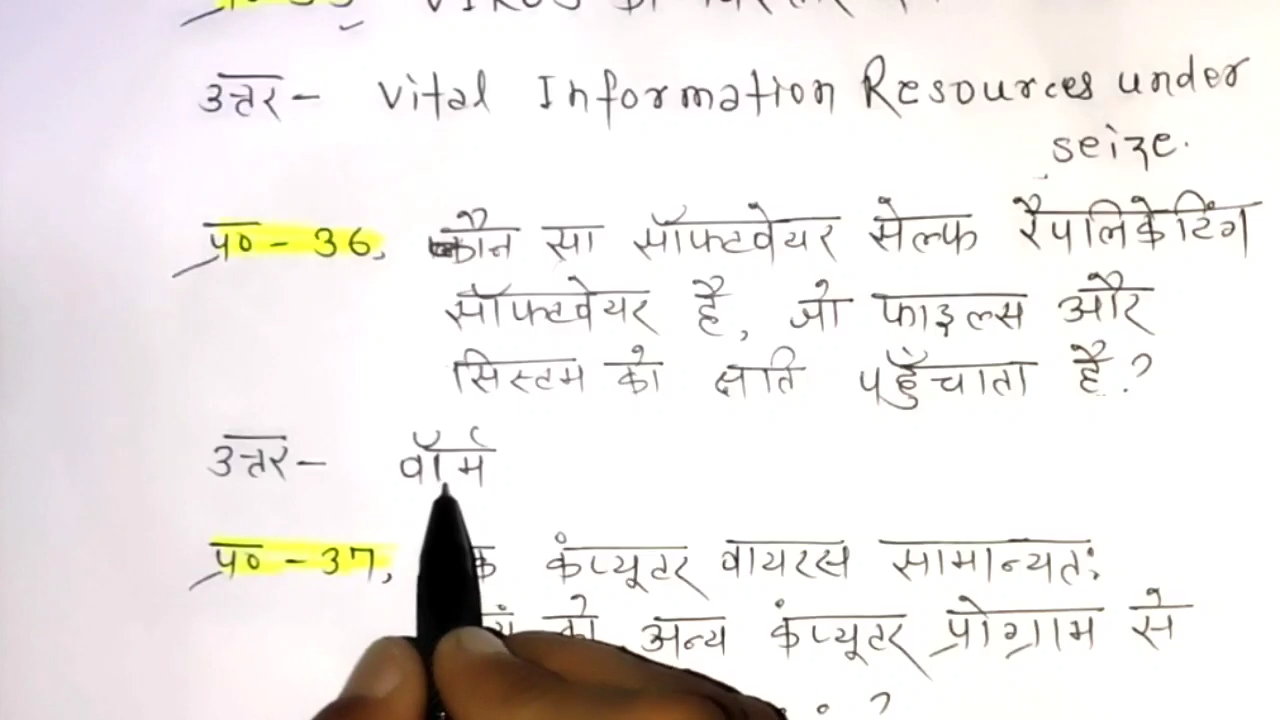 VIRUS का
उत्तर- Vital Information Resources under
seize.
प्र०-36, कौन सा सॉफ्टवेयर सेल्फ रैपलिकेटिंग
सॉफ्टवेयर है, जो फाइल्स और
सिस्टम को क्षति पहुँचाता है?
उत्तर- वॉर्म
प्र०-37, कंप्यूटर वायरस सामान्यत:
को अन्य कंप्यूटर प्रोग्राम से
?